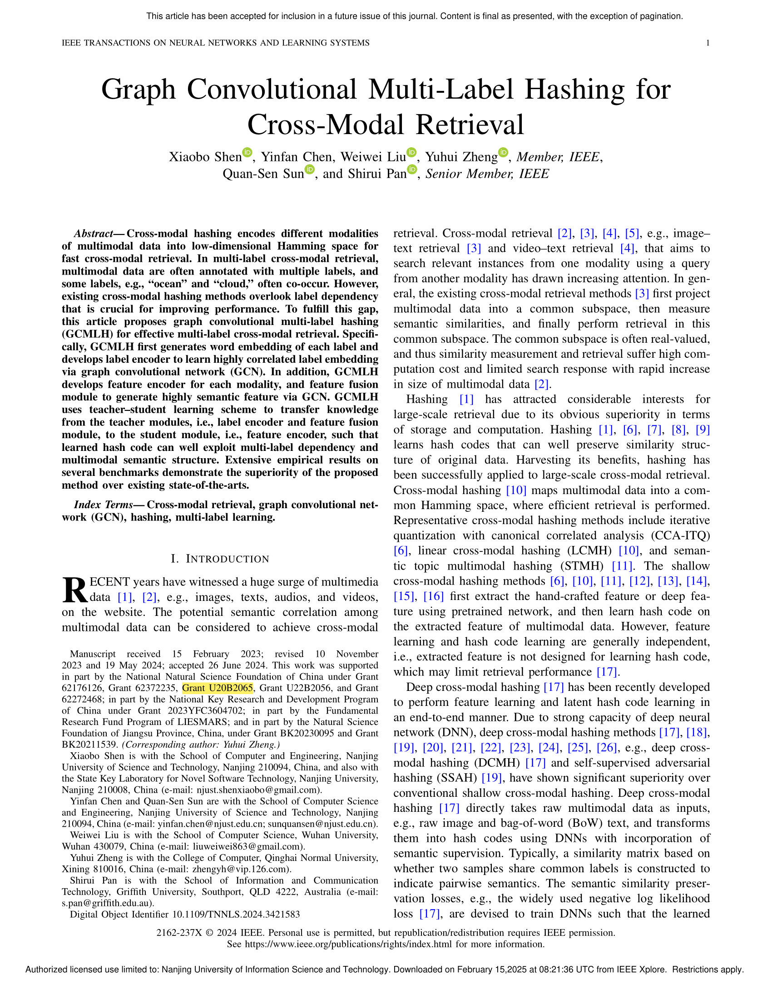 This article has been accepted for inclusion in a future issue of this journal. Content is final as presented, with the exception of pagination.
IEEE TRANSACTIONS ON NEURAL NETWORKS AND LEARNING SYSTEMS 1
Graph Convolutional Multi-Label Hashing for
Cross-Modal Retrieval
Xiaobo Shen iD, Yinfan Chen, Weiwei Liu iD, Yuhui Zheng iD, Member, IEEE,
Quan-Sen Sun iD, and Shirui Pan iD, Senior Member, IEEE
Abstract—Cross-modal hashing encodes different modalities
of multimodal data into low-dimensional Hamming space for
fast cross-modal retrieval. In multi-label cross-modal retrieval,
multimodal data are often annotated with multiple labels, and
some labels, e.g., “ocean” and “cloud,” often co-occur. However,
existing cross-modal hashing methods overlook label dependency
that is crucial for improving performance. To fulfill this gap,
this article proposes graph convolutional multi-label hashing
(GCMLH) for effective multi-label cross-modal retrieval. Specifi-
cally, GCMLH first generates word embedding of each label and
develops label encoder to learn highly correlated label embedding
via graph convolutional network (GCN). In addition, GCMLH
develops feature encoder for each modality, and feature fusion
module to generate highly semantic feature via GCN. GCMLH
uses teacher–student learning scheme to transfer knowledge
from the teacher modules, i.e., label encoder and feature fusion
module, to the student module, i.e., feature encoder, such that
learned hash code can well exploit multi-label dependency and
multimodal semantic structure. Extensive empirical results on
several benchmarks demonstrate the superiority of the proposed
method over existing state-of-the-arts.
Index Terms—Cross-modal retrieval, graph convolutional net-
work (GCN), hashing, multi-label learning.
I. INTRODUCTION
RECENT years have witnessed a huge surge of multimedia
data [1], [2], e.g., images, texts, audios, and videos,
on the website. The potential semantic correlation among
multimodal data can be considered to achieve cross-modal
Manuscript received 15 February 2023; revised 10 November
2023 and 19 May 2024; accepted 26 June 2024. This work was supported
in part by the National Natural Science Foundation of China under Grant
62176126, Grant 62372235, Grant U20B2065, Grant U22B2056, and Grant
62272468; in part by the National Key Research and Development Program
of China under Grant 2023YFC3604702; in part by the Fundamental
Research Fund Program of LIESMARS; and in part by the Natural Science
Foundation of Jiangsu Province, China, under Grant BK20230095 and Grant
BK20211539. (Corresponding author: Yuhui Zheng.)
Xiaobo Shen is with the School of Computer and Engineering, Nanjing
University of Science and Technology, Nanjing 210094, China, and also with
the State Key Laboratory for Novel Software Technology, Nanjing University,
Nanjing 210008, China (e-mail: njust.shenxiaobo@gmail.com).
Yinfan Chen and Quan-Sen Sun are with the School of Computer Science
and Engineering, Nanjing University of Science and Technology, Nanjing
210094, China (e-mail: yinfan.chen@njust.edu.cn; sunquansen@njust.edu.cn).
Weiwei Liu is with the School of Computer Science, Wuhan University,
Wuhan 430079, China (e-mail: liuweiwei863@gmail.com).
Yuhui Zheng is with the College of Computer, Qinghai Normal University,
Xining 810016, China (e-mail: zhengyh@vip.126.com).
Shirui Pan is with the School of Information and Communication
Technology, Griffith University, Southport, QLD 4222, Australia (e-mail:
s.pan@griffith.edu.au).
Digital Object Identifier 10.1109/TNNLS.2024.3421583
retrieval. Cross-modal retrieval [2], [3], [4], [5], e.g., image–
text retrieval [3] and video–text retrieval [4], that aims to
search relevant instances from one modality using a query
from another modality has drawn increasing attention. In gen-
eral, the existing cross-modal retrieval methods [3] first project
multimodal data into a common subspace, then measure
semantic similarities, and finally perform retrieval in this
common subspace. The common subspace is often real-valued,
and thus similarity measurement and retrieval suffer high com-
putation cost and limited search response with rapid increase
in size of multimodal data [2].
Hashing [1] has attracted considerable interests for
large-scale retrieval due to its obvious superiority in terms
of storage and computation. Hashing [1], [6], [7], [8], [9]
learns hash codes that can well preserve similarity struc-
ture of original data. Harvesting its benefits, hashing has
been successfully applied to large-scale cross-modal retrieval.
Cross-modal hashing [10] maps multimodal data into a com-
mon Hamming space, where efficient retrieval is performed.
Representative cross-modal hashing methods include iterative
quantization with canonical correlated analysis (CCA-ITQ)
[6], linear cross-modal hashing (LCMH) [10], and seman-
tic topic multimodal hashing (STMH) [11]. The shallow
cross-modal hashing methods [6], [10], [11], [12], [13], [14],
[15], [16] first extract the hand-crafted feature or deep fea-
ture using pretrained network, and then learn hash code on
the extracted feature of multimodal data. However, feature
learning and hash code learning are generally independent,
i.e., extracted feature is not designed for learning hash code,
which may limit retrieval performance [17].
Deep cross-modal hashing [17] has been recently developed
to perform feature learning and latent hash code learning in
an end-to-end manner. Due to strong capacity of deep neural
network (DNN), deep cross-modal hashing methods [17], [18],
[19], [20], [21], [22], [23], [24], [25], [26], e.g., deep cross-
modal hashing (DCMH) [17] and self-supervised adversarial
hashing (SSAH) [19], have shown significant superiority over
conventional shallow cross-modal hashing. Deep cross-modal
hashing [17] directly takes raw multimodal data as inputs,
e.g., raw image and bag-of-word (BoW) text, and transforms
them into hash codes using DNNs with incorporation of
semantic supervision. Typically, a similarity matrix based on
whether two samples share common labels is constructed to
indicate pairwise semantics. The semantic similarity preser-
vation losses, e.g., the widely used negative log likelihood
loss [17], are devised to train DNNs such that the learned
2162-237X © 2024 IEEE. Personal use is permitted, but republication/redistribution requires IEEE permission.
See https://www.ieee.org/publications/rights/index.html for more information.
Authorized licensed use limited to: Nanjing University of Information Science and Technology. Downloaded on February 15,2025 at 08:21:36 UTC from IEEE Xplore. Restrictions apply.